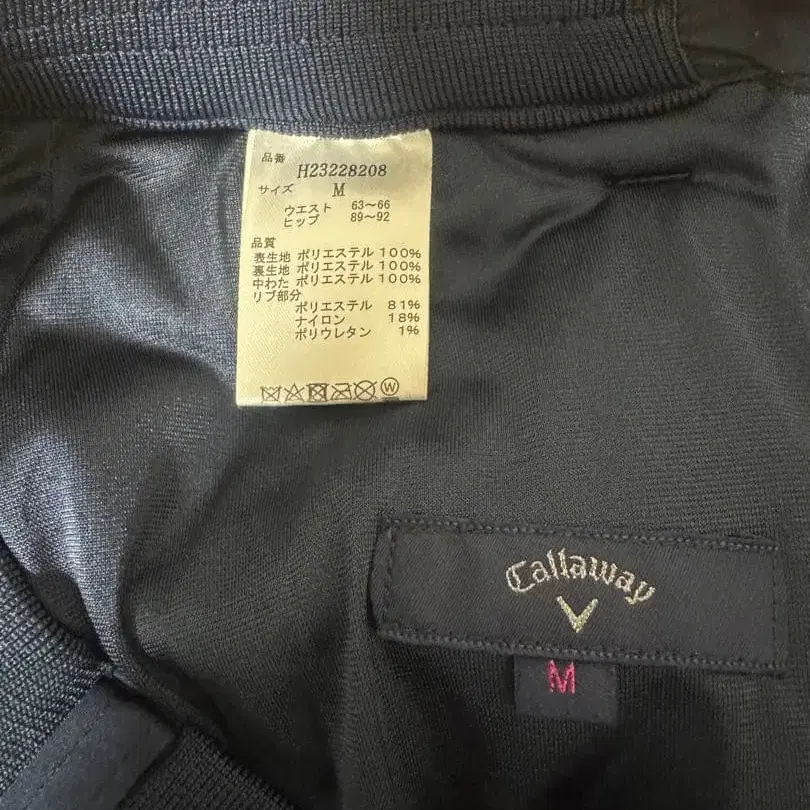 品番
H23228208
サイズ M
ウエスト 63～66
ヒップ 89～92
品質
表生地 ポリエステル 100%
裏生地 ポリエステル 100%
中わた ポリエステル 100%
リブ部分
ポリエステル 81%
ナイロン 18%
ポリウレタン 1%
W
Callaway
M